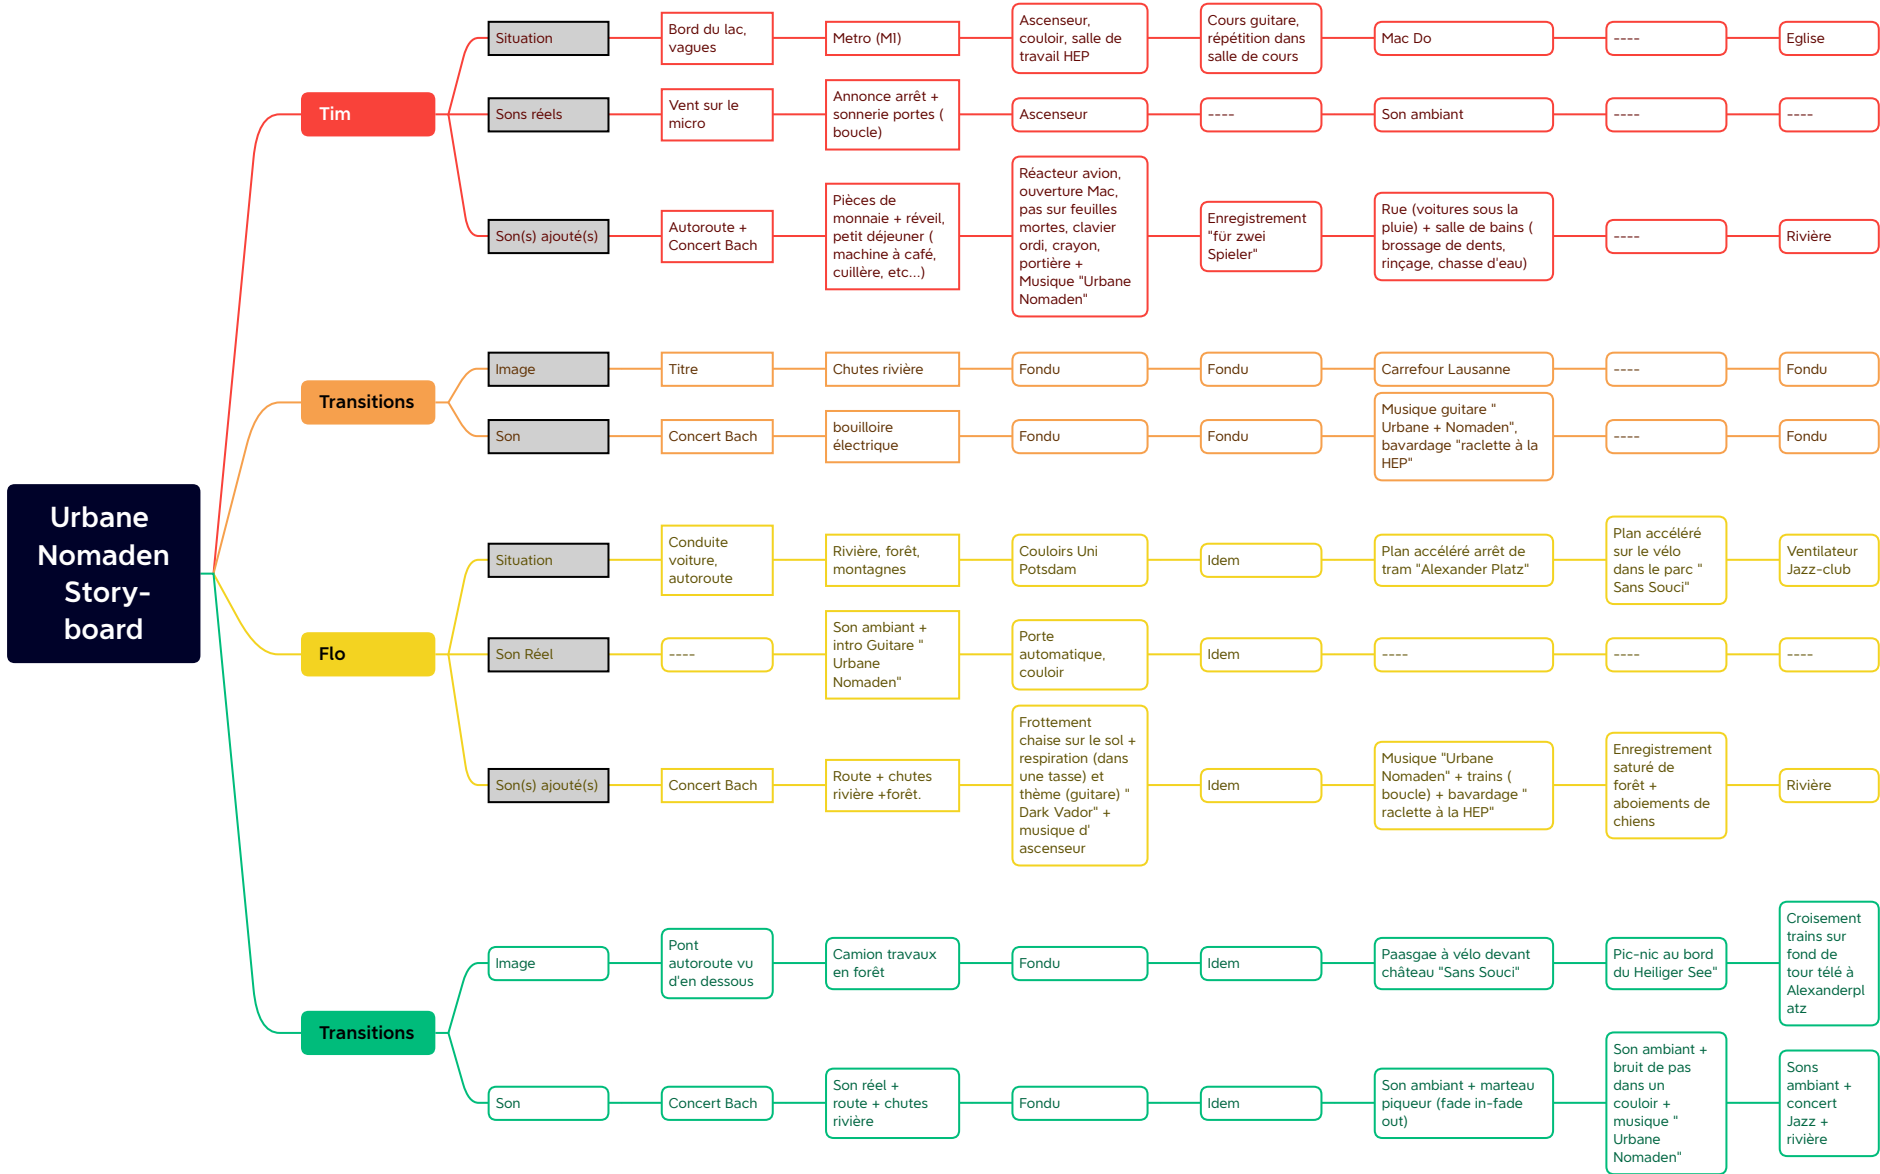 Urbane
Nomaden
Story-
board
Tim
Situation
Bord du lac,
vagues
Metro (M1)
Ascenseur,
couloir, salle de
travail HEP
Cours guitare,
répétition dans
salle de cours
Mac Do
----
Eglise
Sons réels
Vent sur le
micro
Annonce arrêt +
sonnerie portes (
boucle)
Ascenseur
----
Son ambiant
----
----
Son(s) ajouté(s)
Autoroute +
Concert Bach
Pièces de
monnaie + réveil,
petit déjeuner (
machine à café,
cuillère, etc...)
Réacteur avion,
ouverture Mac,
pas sur feuilles
mortes, clavier
ordi, crayon,
portière +
Musique "Urbane
Nomaden"
Enregistrement
"für zwei
Spieler"
Rue (voitures sous la
pluie) + salle de bains (
brossage de dents,
rinçage, chasse d'eau)
----
Rivière
Transitions
Image
Titre
Chutes rivière
Fondu
Fondu
Carrefour Lausanne
----
Fondu
Son
Concert Bach
bouilloire
électrique
Fondu
Fondu
Musique guitare "
Urbane + Nomaden",
bavardage "raclette à la
HEP"
----
Fondu
Flo
Situation
Conduite
voiture,
autoroute
Rivière, forêt,
montagnes
Couloirs Uni
Potsdam
Idem
Plan accéléré arrêt de
tram "Alexander Platz"
Plan accéléré
sur le vélo
dans le parc "
Sans Souci"
Ventilateur
Jazz-club
Son Réel
----
Son ambiant +
intro Guitare "
Urbane
Nomaden"
Porte
automatique,
couloir
Idem
----
----
----
Son(s) ajouté(s)
Concert Bach
Route + chutes
rivière +forêt.
Frottement
chaise sur le sol +
respiration (dans
une tasse) et
thème (guitare) "
Dark Vador" +
musique d'
ascenseur
Idem
Musique "Urbane
Nomaden" + trains (
boucle) + bavardage "
raclette à la HEP"
Enregistrement
saturé de
forêt +
aboiements de
chiens
Rivière
Transitions
Image
Pont
autoroute vu
d'en dessous
Camion travaux
en forêt
Fondu
Idem
Paasgae à vélo devant
château "Sans Souci"
Pic-nic au bord
du Heiliger See"
Croisement
trains sur
fond de
tour télé à
Alexanderpl
atz
Son
Concert Bach
Son réel +
route + chutes
rivière
Fondu
Idem
Son ambiant + marteau
piqueur (fade in-fade
out)
Son ambiant +
bruit de pas
dans un
couloir +
musique "
Urbane
Nomaden"
Sons
ambiant +
concert
Jazz +
rivière